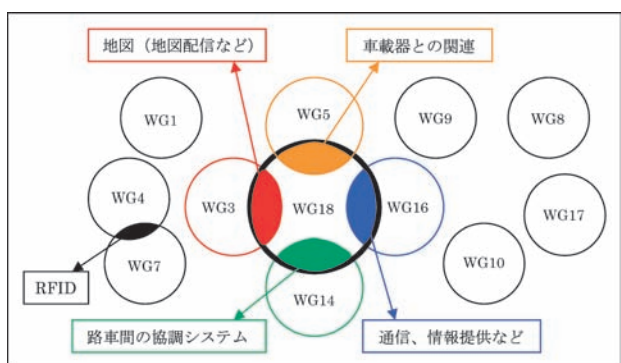 地図（地図配信など）
車載器との関連
WG1
WG5
WG9
WG8
WG4
WG3
WG18
WG16
WG17
WG7
WG10
RFID
WG14
路車間の協調システム
通信、情報提供など